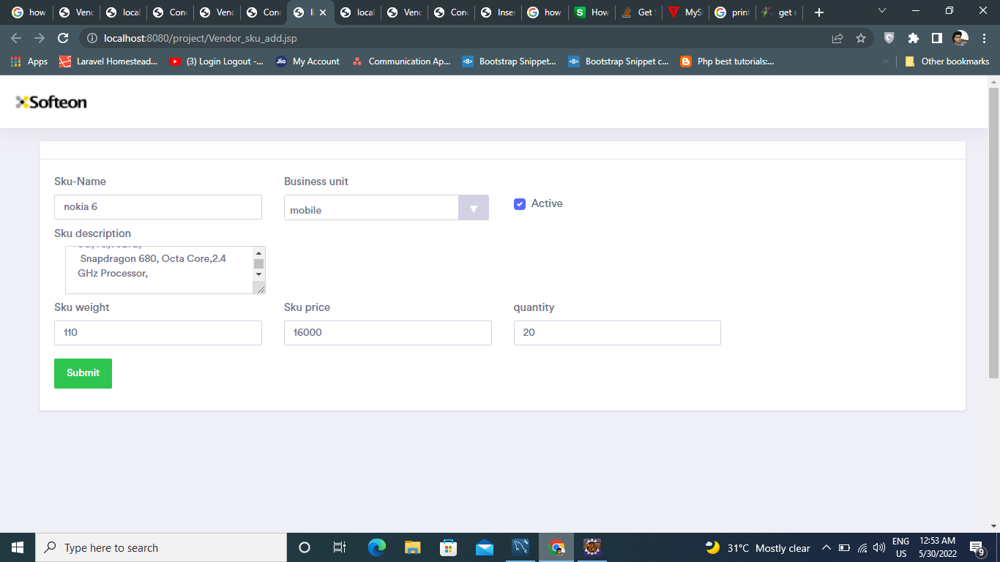 how
Venc
local
Conc
Venc
Conc
local
Venc
Conc
Inser
how
How
Get S
MyS
print
get r
localhost:8080/project/Vendor_sku_add.jsp
Apps
Laravel Homestead...
(3) Login Logout -...
Jio My Account
Communication Ap...
Bootstrap Snippet...
Bootstrap Snippet c...
Php best tutorials:...
Other bookmarks
Softeon
Sku-Name
Business unit
nokia 6
mobile
Active
Sku description
Snapdragon 680, Octa Core,2.4
GHz Processor,
Sku weight
Sku price
quantity
110
16000
20
Submit
Type here to search
31°C Mostly clear
ENG
US
12:53 AM
5/30/2022
9